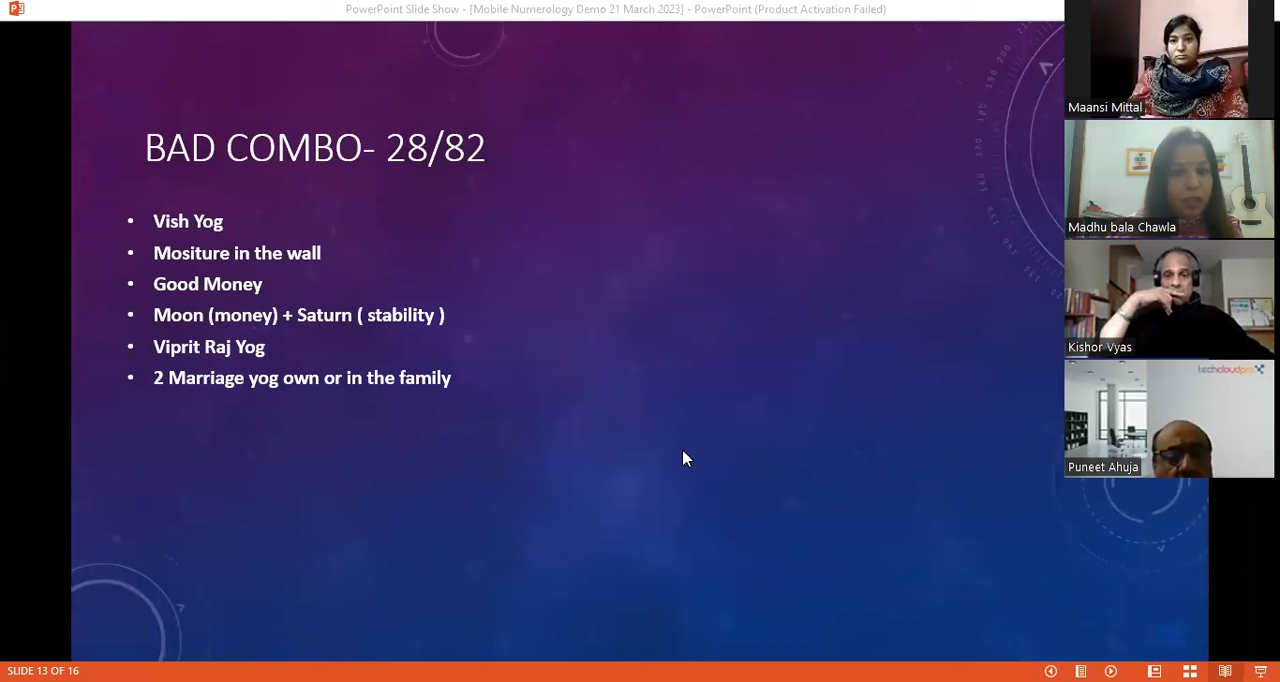 PowerPoint Slide Show - [Mobile Numerology Demo 21 March 2023] - PowerPoint (Product Activation Failed)
BAD COMBO- 28/82
• Vish Yog
• Mositure in the wall
• Good Money
• Moon (money) + Saturn ( stability )
• Viprit Raj Yog
• 2 Marriage yog own or in the family
Maansi Mittal
Madhu bala Chawla
Kishor Vyas
techcloudpro
Puneet Ahuja
SLIDE 13 OF 16